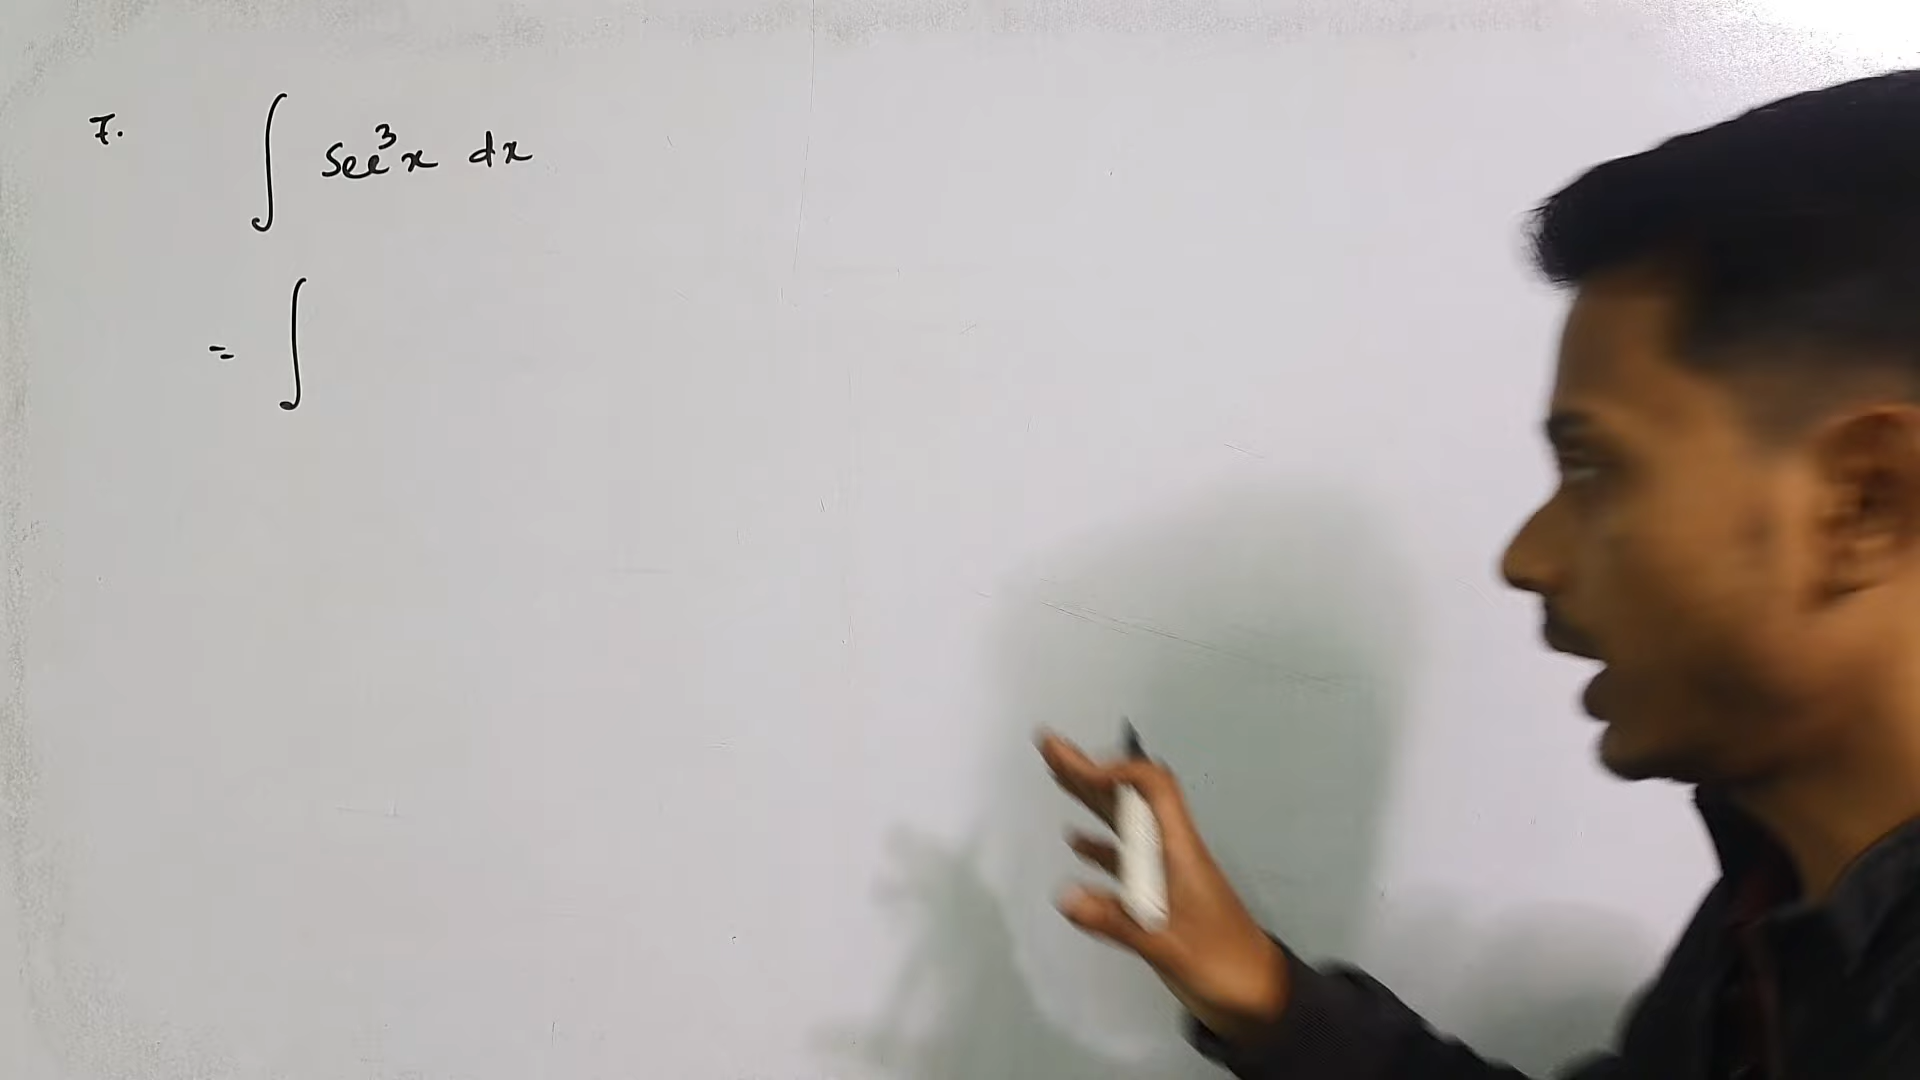 7. ∫ sec³x dx
= ∫